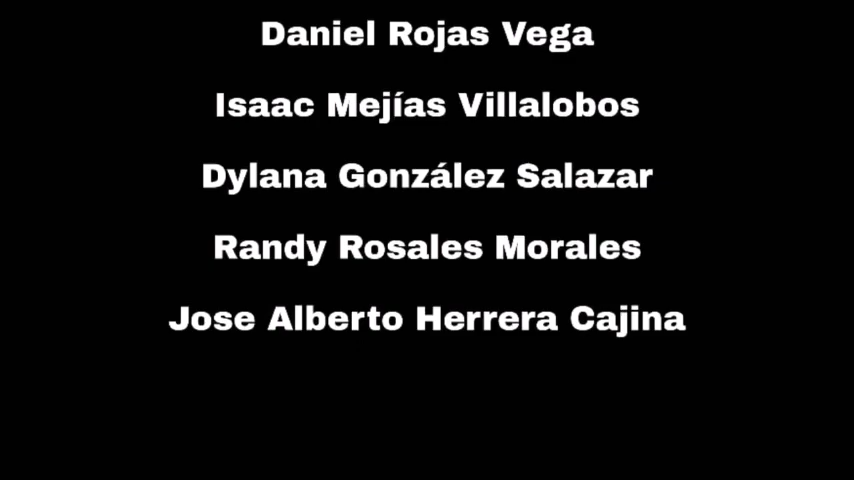 Daniel Rojas Vega
Isaac Mejías Villalobos
Dylana González Salazar
Randy Rosales Morales
Jose Alberto Herrera Cajina